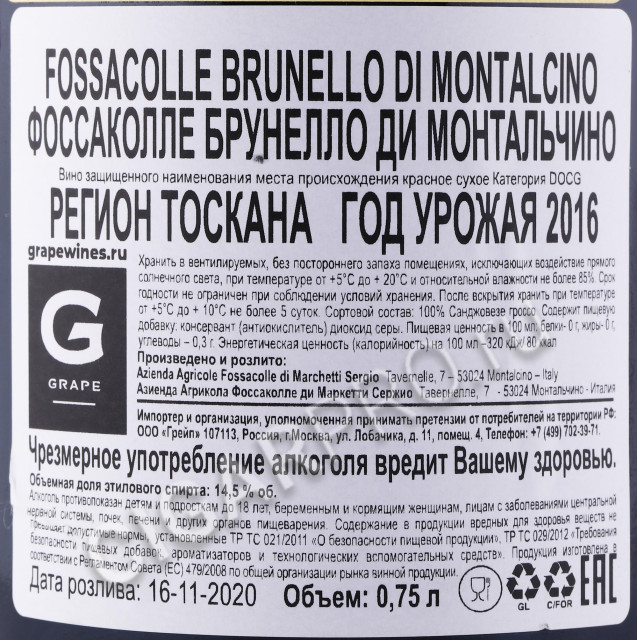 FOSSACOLLE BRUNELLO DI MONTALCINO
ФОССАКОЛЛЕ БРУНЕЛЛО ДИ МОНТАЛЬЧИНО
Вино защищенного наименования места происхождения красное сухое Категория DOCG
РЕГИОН ТОСКАНА ГОД УРОЖАЯ 2016
grapewines.ru
G
GRAPE
Хранить в вентилируемых, без постороннего запаха помещениях, исключающих воздействие прямого
солнечного света, при температуре от +5°C до + 20°C и относительной влажности не более 85%. Срок
годности не ограничен при соблюдении условий хранения. После вскрытия хранить при температуре
от +5°C до + 10°C не более 5 суток. Сортовой состав: 100% Санджовезе гроссо. Содержит пищевую
добавку: консервант (антиокислитель) диоксид серы. Пищевая ценность в 100 мл: белки- 0 г, жиры- 0 г,
углеводы – 0,3 г. Энергетическая ценность (калорийность) на 100 мл –320 кДж/ 80 ккал
Произведено и розлито:
Azienda Agricole Fossacolle di Marchetti Sergio Tavernelle, 7 – 53024 Montalcino – Italy
Азиенда Агрикола Фоссаколле ди Маркетти Сержио Тавернелле, 7 - 53024 Монтальчино - Италия
Импортер и организация, уполномоченная принимать претензии от потребителей на территории РФ:
ООО «Грейп» 107113, Россия, г.Москва, ул. Лобачика, д. 11, помещ. 4, Телефон: +7 (499) 702-39-71.
Чрезмерное употребление алкоголя вредит Вашему здоровью.
Объемная доля этилового спирта: 14,5 % об.
Алкоголь противопоказан детям и подросткам до 18 лет, беременным и кормящим женщинам, лицам с заболеваниями центральной
нервной системы, почек, печени и других органов пищеварения. Содержание в продукции вредных для здоровья веществ не
превышает допустимые нормы, установленные ТР ТС 021/2011 «О безопасности пищевой продукции», ТР ТС 029/2012 «Требования
безопасности пищевых добавок, ароматизаторов и технологических вспомогательных средств». Продукция изготовлена в
соответствии с Регламентом Совета (ЕС) 479/2008 по общей организации рынка винной продукции.
Дата розлива: 16-11-2020 Объем: 0,75 л
GL C/FOR EAC